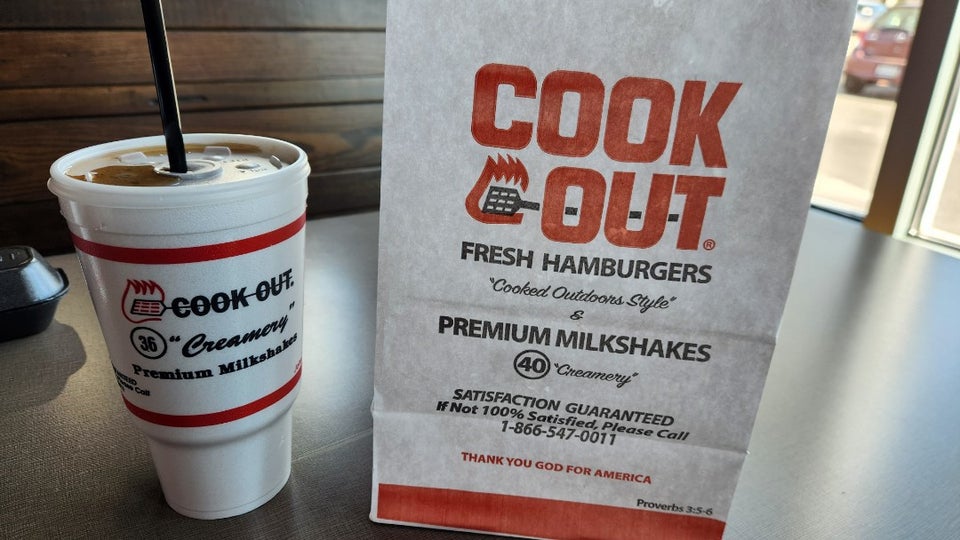 COOK OUT.
36 "Creamery"
Premium Milkshakes
COOK
OUT®
FRESH HAMBURGERS
"Cooked Outdoors Style"
&
PREMIUM MILKSHAKES
40 "Creamery"
SATISFACTION GUARANTEED
If Not 100% Satisfied, Please Call
1-866-547-0011
THANK YOU GOD FOR AMERICA
Proverbs 3:5-6